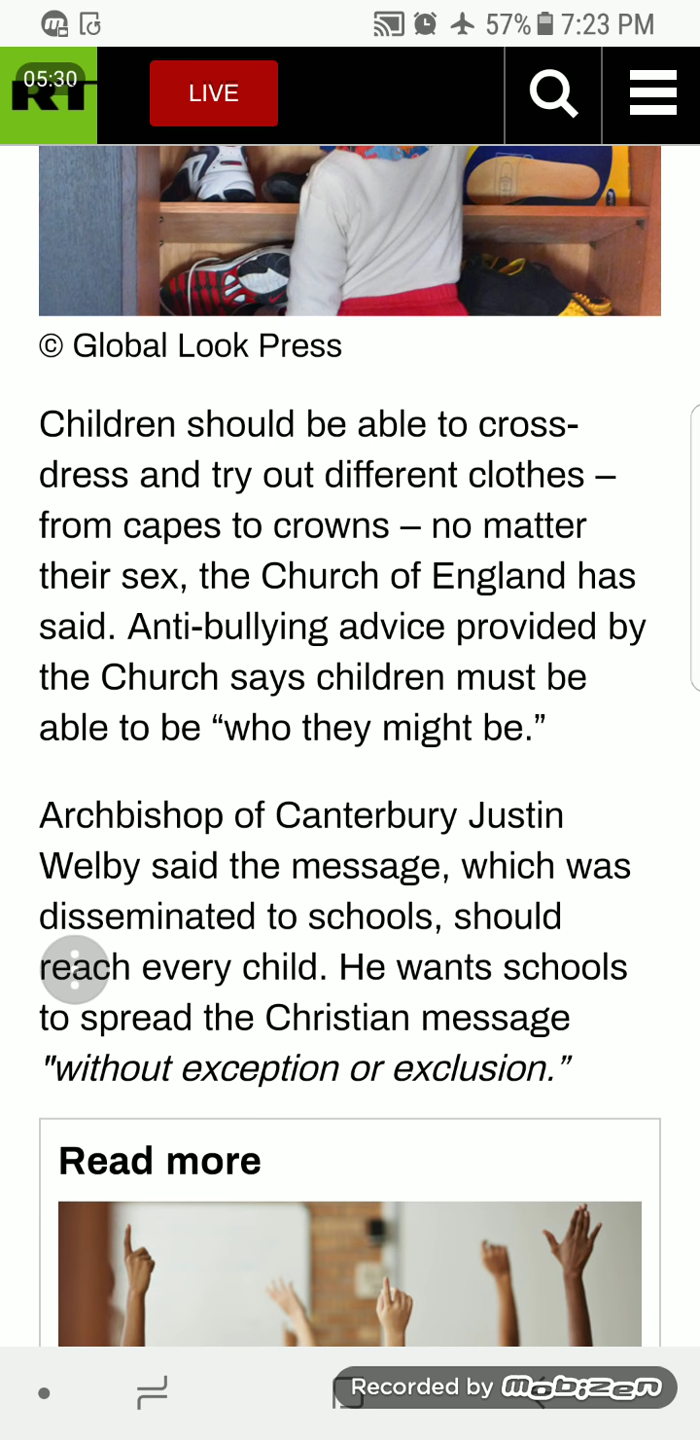 57% 7:23 PM
05:30
RT
LIVE
© Global Look Press
Children should be able to cross-
dress and try out different clothes –
from capes to crowns – no matter
their sex, the Church of England has
said. Anti-bullying advice provided by
the Church says children must be
able to be “who they might be.”
Archbishop of Canterbury Justin
Welby said the message, which was
disseminated to schools, should
reach every child. He wants schools
to spread the Christian message
"without exception or exclusion.”
Read more
Recorded by mobizen